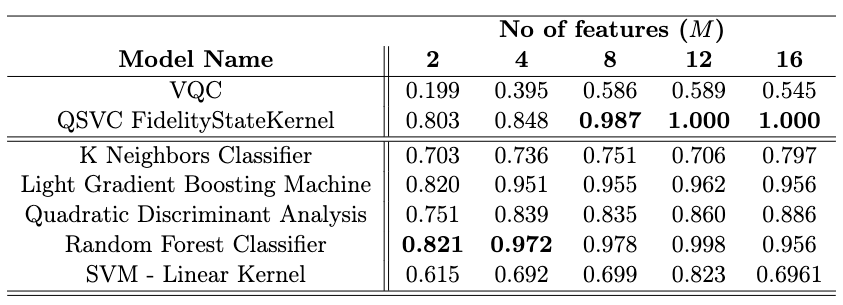 No of features (M)
Model Name 2 4 8 12 16
VQC 0.199 0.395 0.586 0.589 0.545
QSVC FidelityStateKernel 0.803 0.848 0.987 1.000 1.000
K Neighbors Classifier 0.703 0.736 0.751 0.706 0.797
Light Gradient Boosting Machine 0.820 0.951 0.955 0.962 0.956
Quadratic Discriminant Analysis 0.751 0.839 0.835 0.860 0.886
Random Forest Classifier 0.821 0.972 0.978 0.998 0.956
SVM - Linear Kernel 0.615 0.692 0.699 0.823 0.6961